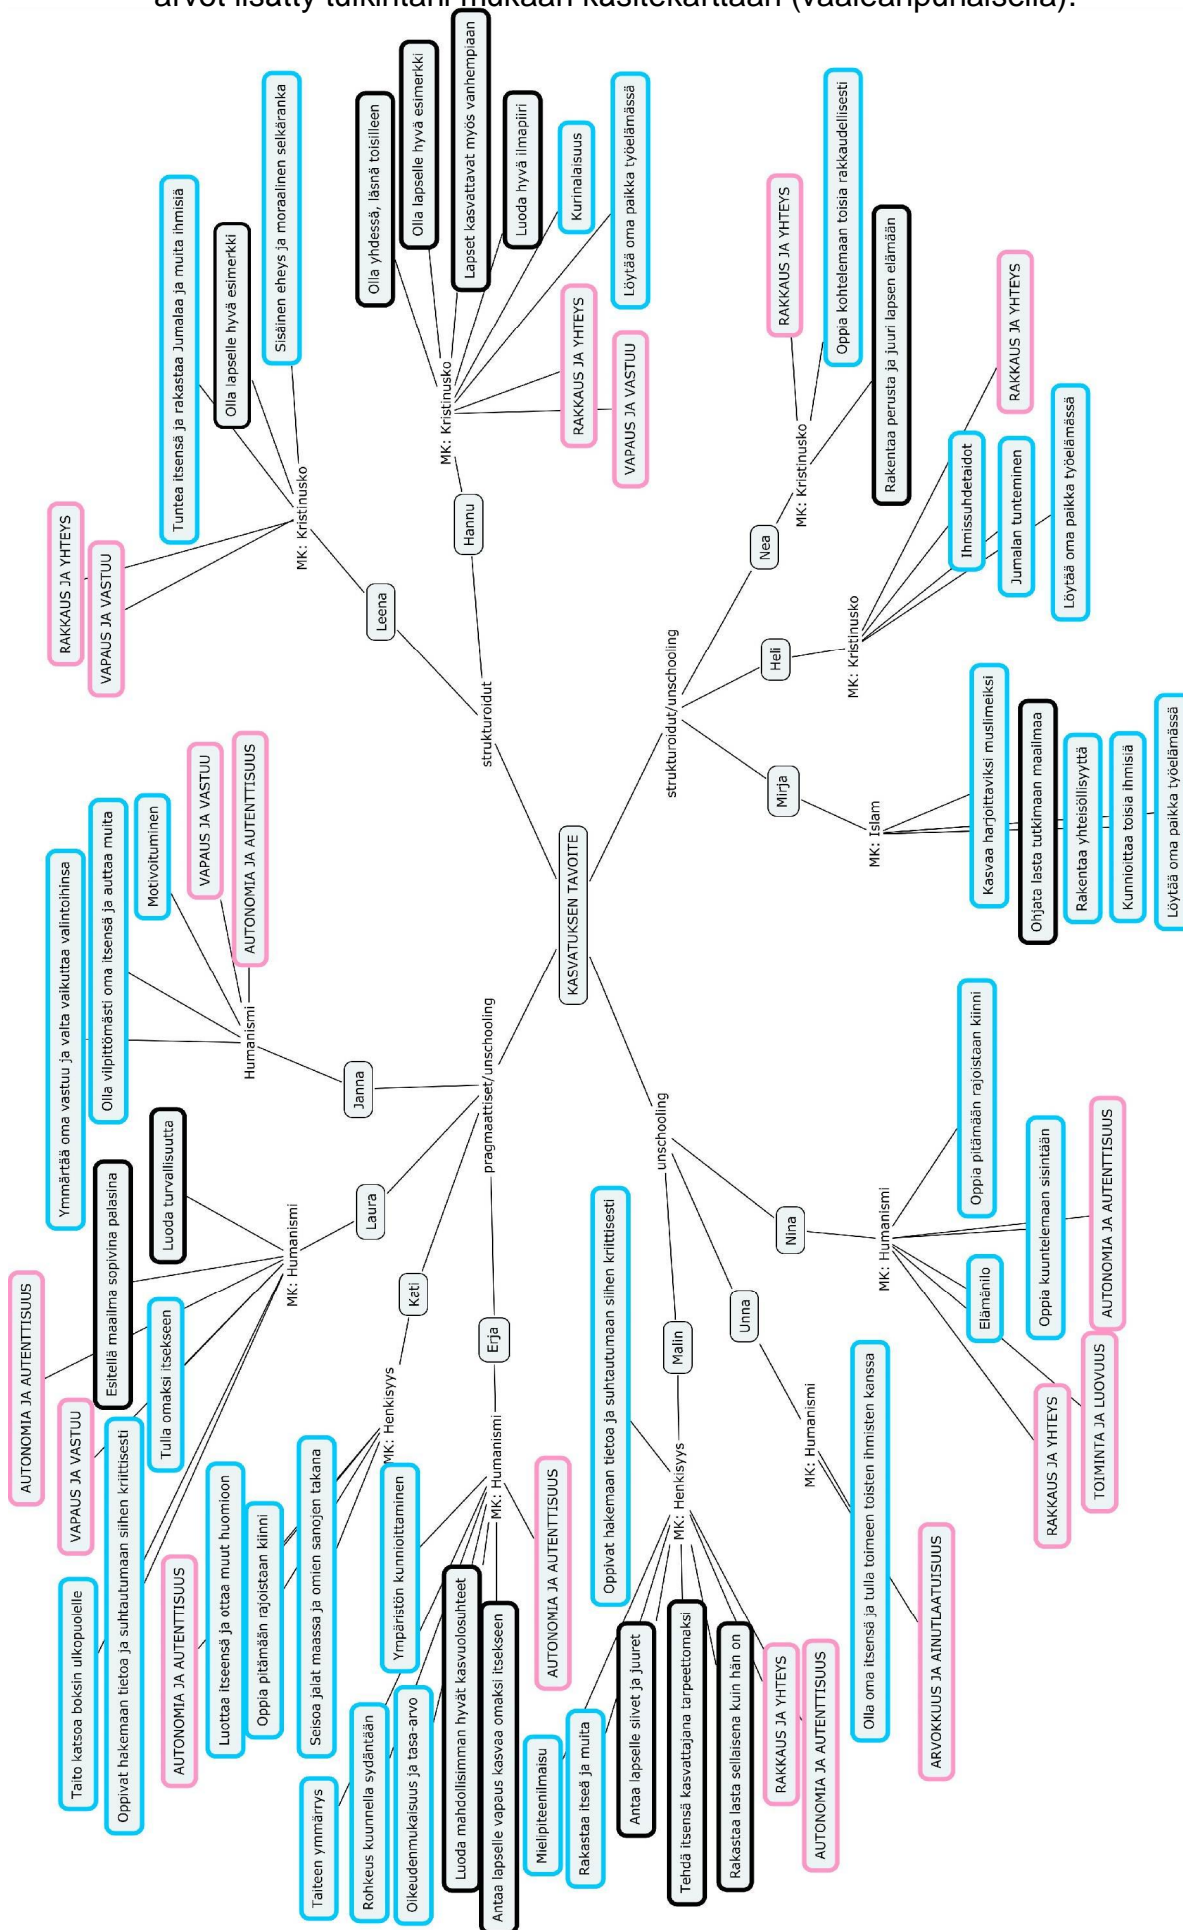 arvot lisätty tulkintani mukaan käsitekarttaan (vaaleanpunaisella).
KASVATUKSEN TAVOITE
strukturoidut
Leena
MK: Kristinusko
RAKKAUS JA YHTEYS
VAPAUS JA VASTUU
Tuntea itsensä ja rakastaa Jumalaa ja muita ihmisiä
Olla lapselle hyvä esimerkki
Sisäinen eheys ja moraalinen selkäranka
Hannu
MK: Kristinusko
Olla yhdessä, läsnä toisilleen
Olla lapselle hyvä esimerkki
Lapset kasvattavat myös vanhempiaan
Luoda hyvä ilmapiiri
Kurinalaisuus
Löytää oma paikka työelämässä
RAKKAUS JA YHTEYS
VAPAUS JA VASTUU
strukturoidut/unschooling
Nea
MK: Kristinusko
RAKKAUS JA YHTEYS
Oppia kohtelemaan toisia rakkaudellisesti
Rakentaa perusta ja juuri lapsen elämään
Heli
MK: Kristinusko
RAKKAUS JA YHTEYS
Ihmissuhdetaidot
Jumalan tunteminen
Löytää oma paikka työelämässä
Mirja
MK: Islam
Kasvaa harjoittaviksi muslimeiksi
Ohjata lasta tutkimaan maailmaa
Rakentaa yhteisöllisyyttä
Kunnioittaa toisia ihmisiä
Löytää oma paikka työelämässä
pragmaattiset/unschooling
Janna
Humanismi
Ymmärtää oma vastuu ja valta vaikuttaa valintoihinsa
Olla vilpittömästi oma itsensä ja auttaa muita
Motivoituminen
VAPAUS JA VASTUU
AUTONOMIA JA AUTENTTISUUS
Laura
MK: Humanismi
Luoda turvallisuutta
Esitellä maailma sopivina palasina
AUTONOMIA JA AUTENTTISUUS
Tulla omaksi itsekseen
VAPAUS JA VASTUU
Oppivat hakemaan tietoa ja suhtautumaan siihen kriittisesti
Taito katsoa boksin ulkopuolelle
Kati
MK: Henkisyys
AUTONOMIA JA AUTENTTISUUS
Luottaa itseensä ja ottaa muut huomioon
Oppia pitämään rajoistaan kiinni
Seisoa jalat maassa ja omien sanojen takana
Erja
MK: Humanismi
Ympäristön kunnioittaminen
Taiteen ymmärrys
Rohkeus kuunnella sydäntään
Oikeudenmukaisuus ja tasa-arvo
Luoda mahdollisimman hyvät kasvuolosuhteet
Antaa lapselle vapaus kasvaa omaksi itsekseen
AUTONOMIA JA AUTENTTISUUS
unschooling
Malin
MK: Henkisyys
Oppivat hakemaan tietoa ja suhtautumaan siihen kriittisesti
Mielipiteenilmaisu
Rakastaa itseä ja muita
Antaa lapselle siivet ja juuret
Tehdä itsensä kasvattajana tarpeettomaksi
Rakastaa lasta sellaisena kuin hän on
RAKKAUS JA YHTEYS
AUTONOMIA JA AUTENTTISUUS
Unna
MK: Humanismi
Olla oma itsensä ja tulla toimeen toisten ihmisten kanssa
ARVOKKUUS JA AINUTLAATUISUUS
Nina
MK: Humanismi
Oppia pitämään rajoistaan kiinni
Oppia kuuntelemaan sisintään
AUTONOMIA JA AUTENTTISUUS
Elämänilo
TOIMINTA JA LUOVUUS
RAKKAUS JA YHTEYS